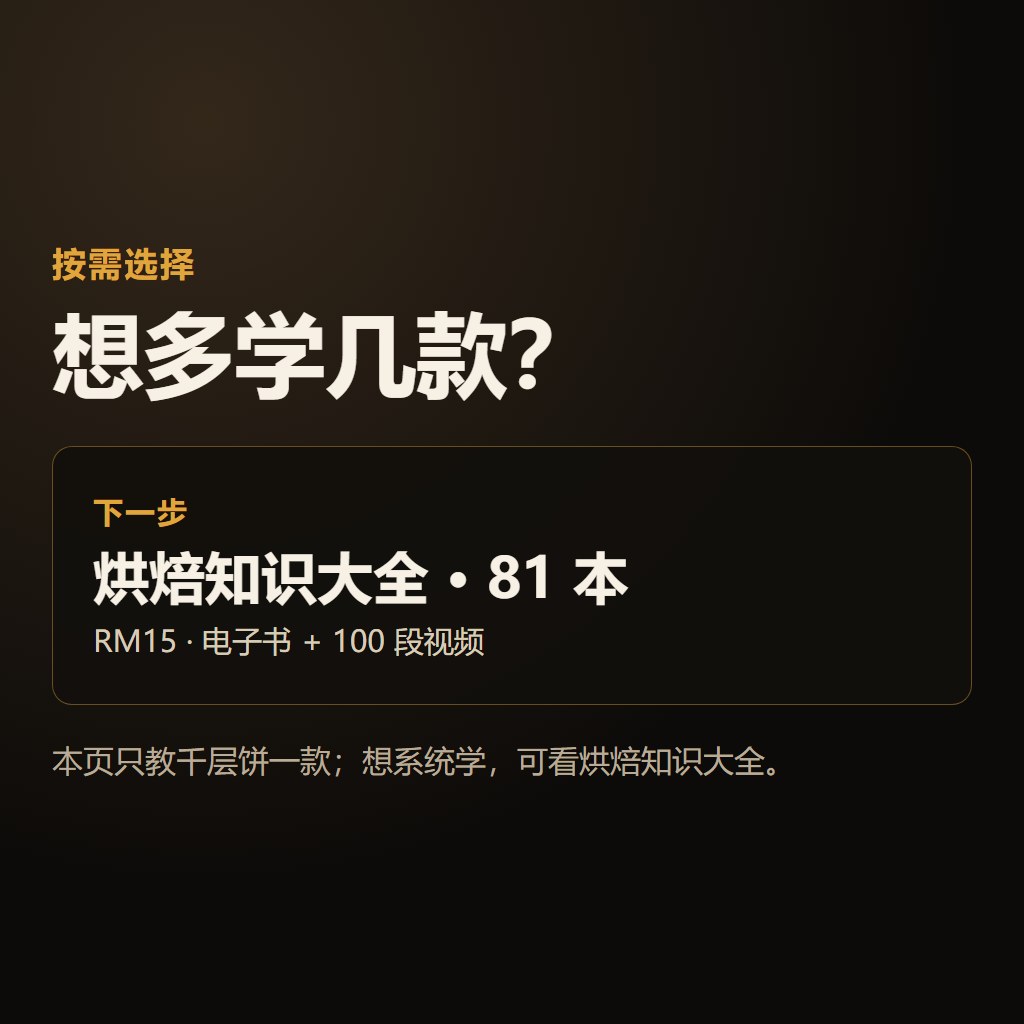 按需选择
想多学几款？
下一步
烘焙知识大全 • 81 本
RM15 · 电子书 + 100 段视频
本页只教千层饼一款；想系统学，可看烘焙知识大全。